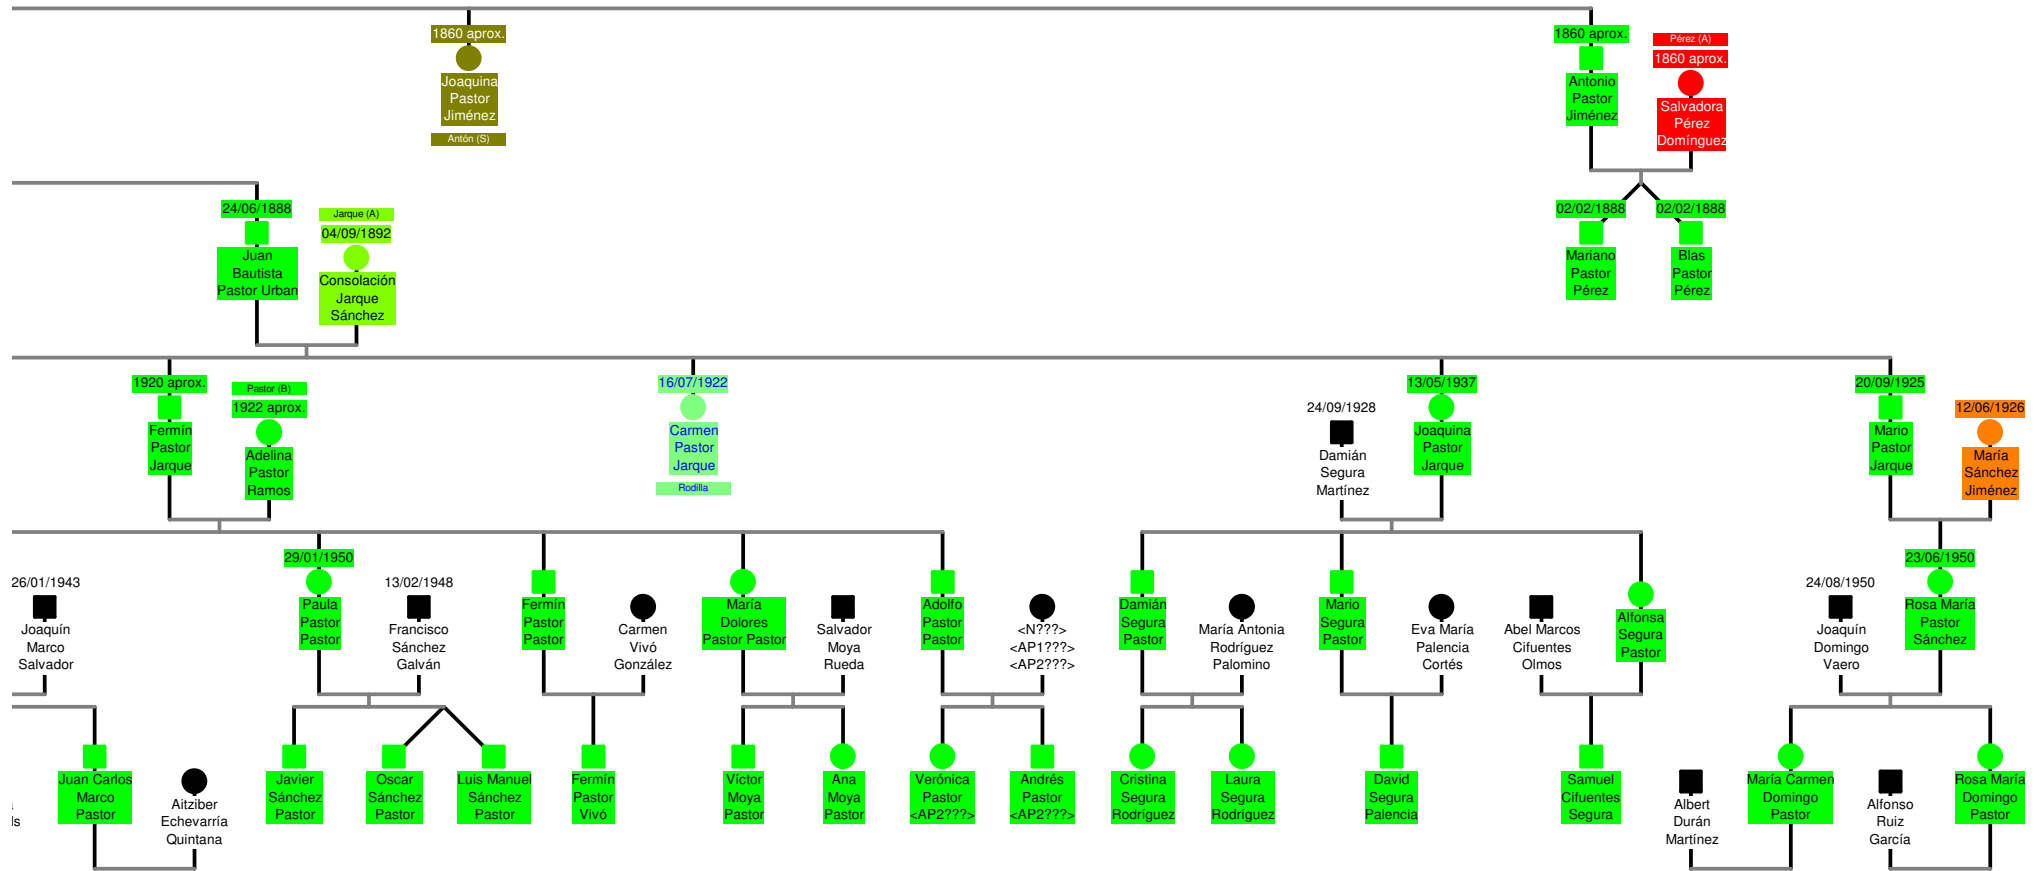 1860 aprox.
Joaquina
Pastor
Jiménez
Antón (S)
1860 aprox.
Antonio
Pastor
Jiménez
Pérez (A)
1860 aprox.
Salvadora
Pérez
Domínguez
24/06/1888
Juan
Bautista
Pastor Urban
Jarque (A)
04/09/1892
Consolación
Jarque
Sánchez
02/02/1888
Mariano
Pastor
Pérez
02/02/1888
Blas
Pastor
Pérez
1920 aprox.
Fermín
Pastor
Jarque
Pastor (B)
1922 aprox.
Adelina
Pastor
Ramos
16/07/1922
Carmen
Pastor
Jarque
Rodilla
24/09/1928
Damián
Segura
Martínez
13/05/1937
Joaquina
Pastor
Jarque
20/09/1925
Mario
Pastor
Jarque
12/06/1926
María
Sánchez
Jiménez
26/01/1943
Joaquín
Marco
Salvador
29/01/1950
Paula
Pastor
Pastor
13/02/1948
Francisco
Sánchez
Galván
Fermín
Pastor
Pastor
Carmen
Vivó
González
María
Dolores
Pastor Pastor
Salvador
Moya
Rueda
Adolfo
Pastor
Pastor
<N???>
<AP1???>
<AP2???>
Damián
Segura
Pastor
María Antonia
Rodríguez
Palomino
Mario
Segura
Pastor
Eva María
Palencia
Cortés
Abel Marcos
Cifuentes
Olmos
Alfonsa
Segura
Pastor
24/08/1950
Joaquín
Domingo
Vaero
23/06/1950
Rosa María
Pastor
Sánchez
Juan Carlos
Marco
Pastor
Aitziber
Echevarría
Quintana
Javier
Sánchez
Pastor
Oscar
Sánchez
Pastor
Luis Manuel
Sánchez
Pastor
Fermín
Pastor
Vivó
Víctor
Moya
Pastor
Ana
Moya
Pastor
Verónica
Pastor
<AP2???>
Andrés
Pastor
<AP2???>
Cristina
Segura
Rodríguez
Laura
Segura
Rodríguez
David
Segura
Palencia
Samuel
Cifuentes
Segura
Albert
Durán
Martínez
María Carmen
Domingo
Pastor
Alfonso
Ruiz
García
Rosa María
Domingo
Pastor